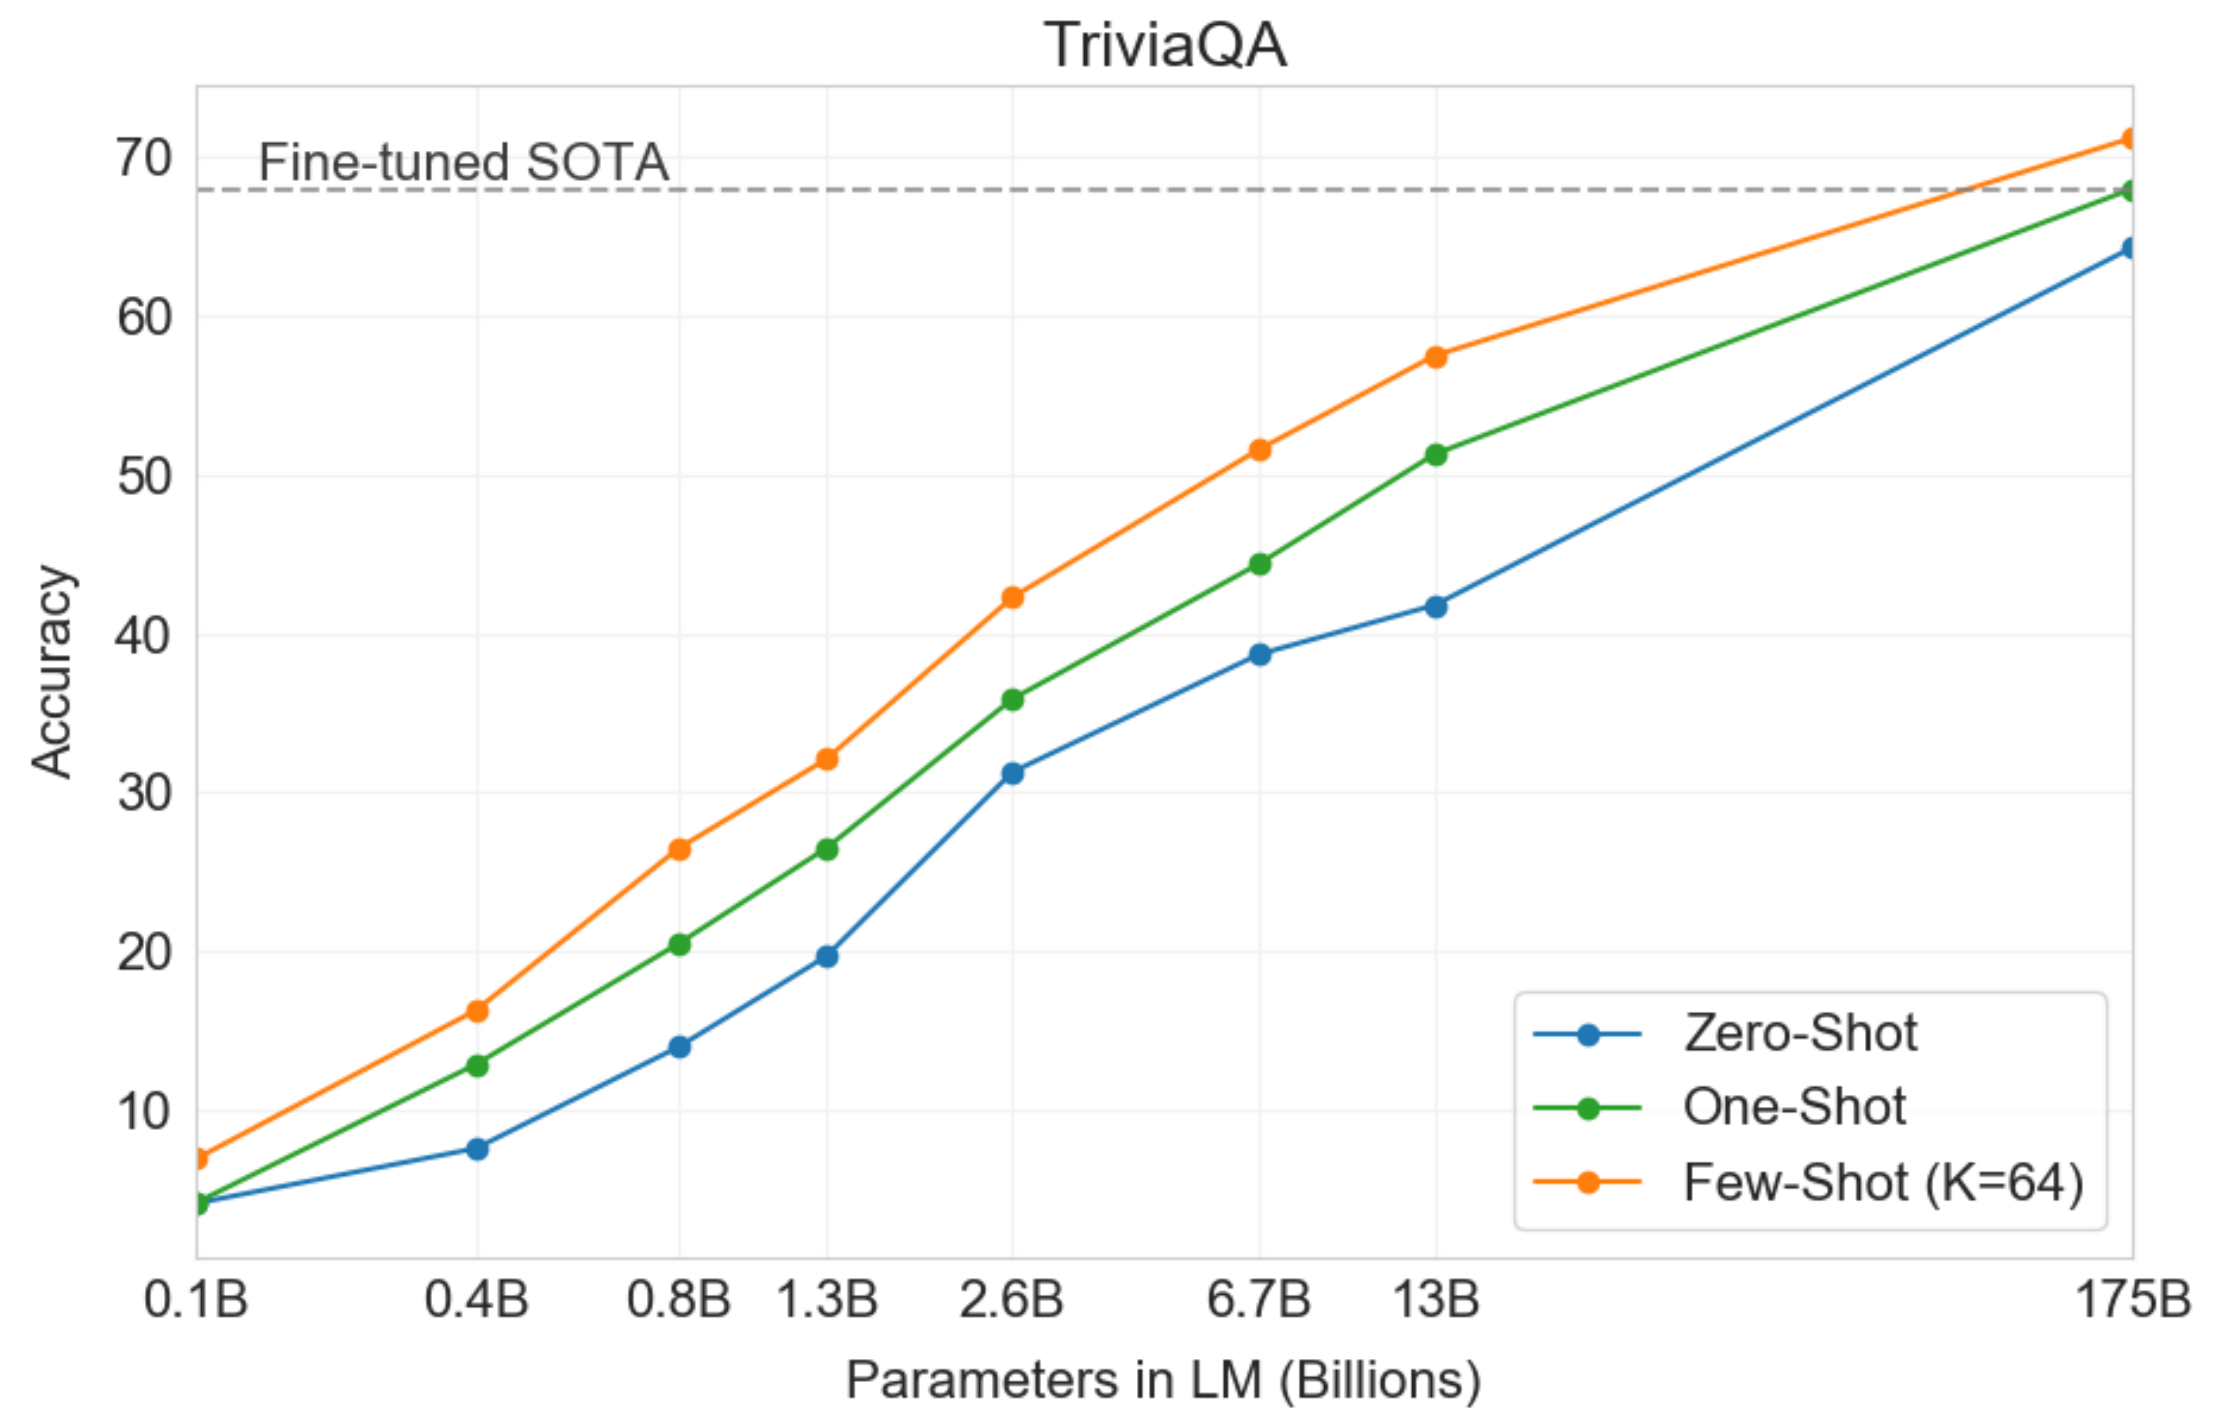 TriviaQA
Fine-tuned SOTA
70
60
50
40
30
20
10
Accuracy
Zero-Shot
One-Shot
Few-Shot (K=64)
0.1B 0.4B 0.8B 1.3B 2.6B 6.7B 13B 175B
Parameters in LM (Billions)